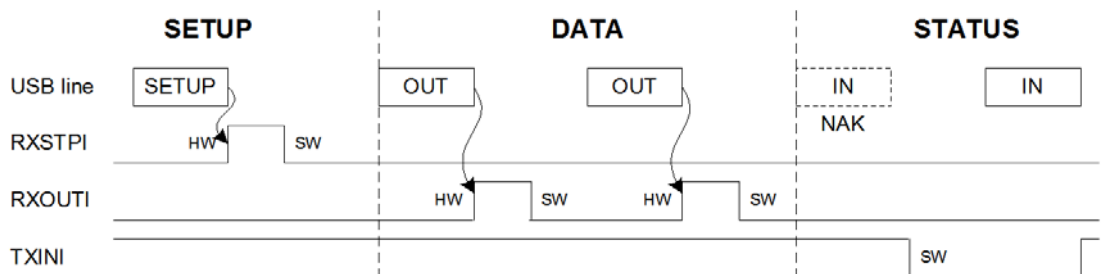 SETUP DATA STATUS
USB line SETUP OUT OUT IN IN
NAK
RXSTPI HW SW
RXOUTI HW SW HW SW
TXINI SW